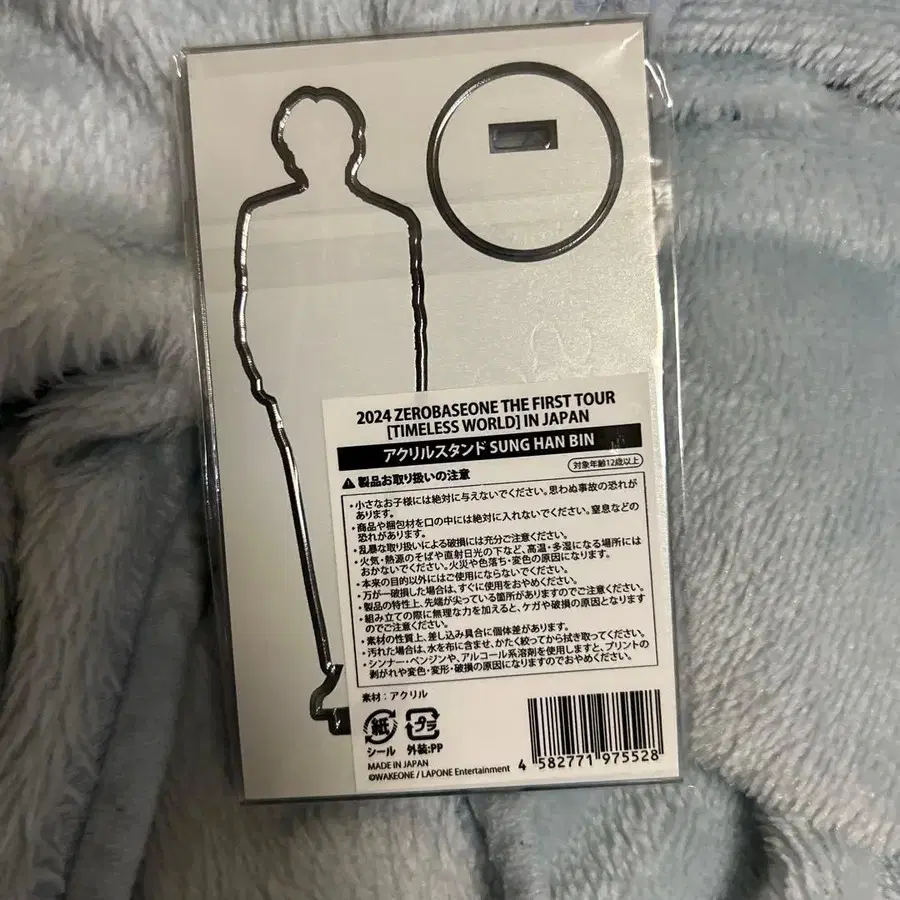 2024 ZEROBASEONE THE FIRST TOUR
[TIMELESS WORLD] IN JAPAN
アクリルスタンド SUNG HAN BIN
対象年齢12歳以上
製品お取り扱いの注意
・小さなお子様には絶対に与えないでください。思わぬ事故の恐れが
あります。
・商品や梱包材を口の中には絶対に入れないでください。窒息などの
恐れがあります。
・乱暴な取り扱いによる破損には充分ご注意ください。
・火気・熱源のそばや直射日光の下など、高温・多湿になる場所には
おかないでください。火災や色落ち・変色の原因になります。
・本来の目的以外にはご使用にならないでください。
・万が一破損した場合は、すぐに使用をおやめください。
・製品の特性上、先端が尖っている箇所がありますのでご注意ください。
・組み立ての際に無理な力を加えると、ケガや破損の原因となります
のでご注意ください。
・素材の性質上、差し込み具合に個体差があります。
・汚れた場合は、水を布に含ませ、かたく絞ってから拭き取ってください。
・シンナー・ベンジンや、アルコール系溶剤を使用しますと、プリントの
剥がれや変色・変形・破損の原因になりますのでおやめください。
素材：アクリル
紙 プラ
シール 外装:PP
MADE IN JAPAN
©WAKEONE / LAPONE Entertainment
4 582771 975528